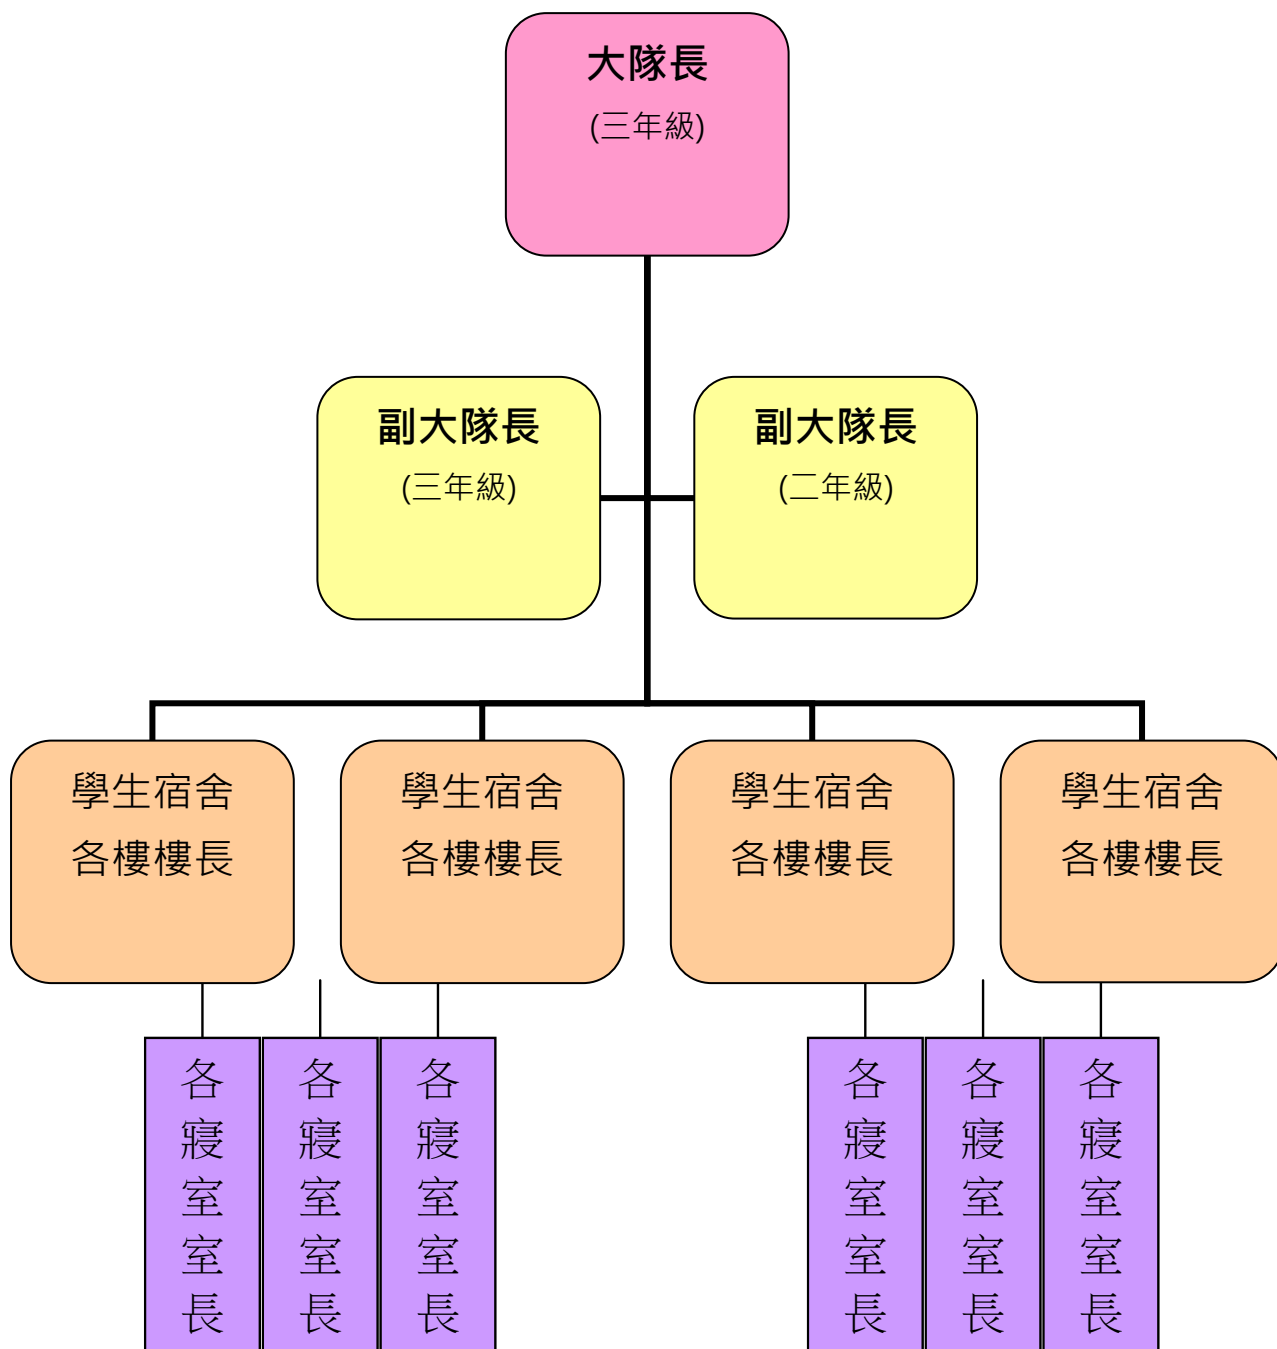 大隊長
(三年級)
副大隊長
(三年級)
副大隊長
(二年級)
學生宿舍
各樓樓長
學生宿舍
各樓樓長
學生宿舍
各樓樓長
學生宿舍
各樓樓長
各寢室室長
各寢室室長
各寢室室長
各寢室室長
各寢室室長
各寢室室長